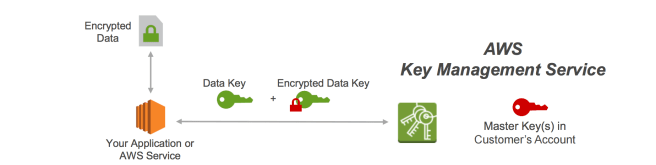 Encrypted
Data
AWS
Key Management Service
Data Key
+
Encrypted Data Key
Your Application or
AWS Service
Master Key(s) in
Customer's Account